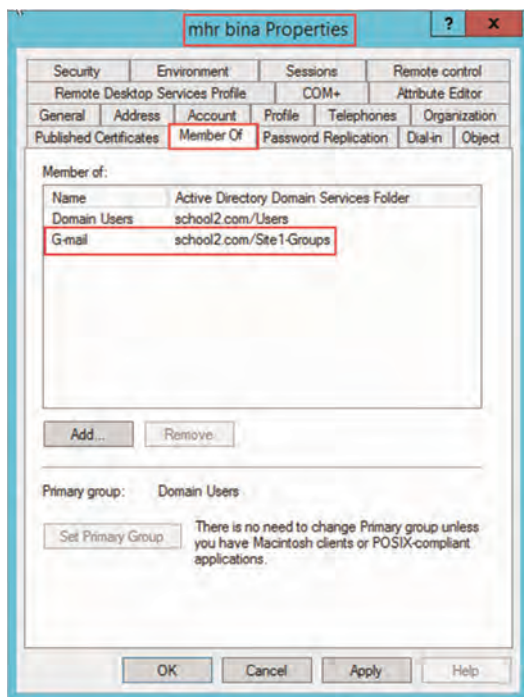 mhr bina Properties
? x
Security Environment Sessions Remote control
Remote Desktop Services Profile COM+ Attribute Editor
General Address Account Profile Telephones Organization
Published Certificates Member Of Password Replication Dial-in Object
Member of:
Name Active Directory Domain Services Folder
Domain Users school2.com/Users
G-mail school2.com/Site1-Groups
Add... Remove
Primary group: Domain Users
Set Primary Group
There is no need to change Primary group unless
you have Macintosh clients or POSIX-compliant
applications.
OK Cancel Apply Help